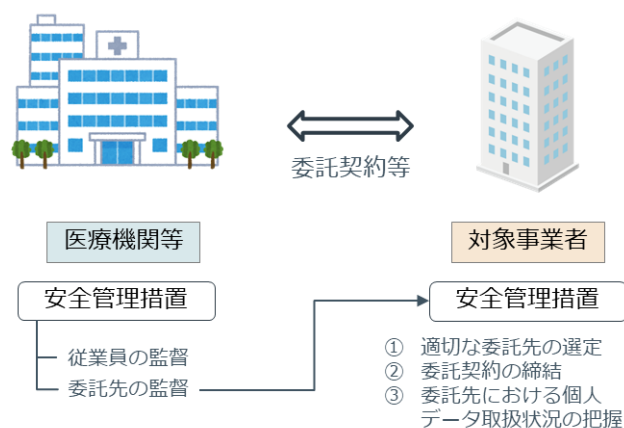 委託契約等
医療機関等
対象事業者
安全管理措置
安全管理措置
従業員の監督
委託先の監督
① 適切な委託先の選定
② 委託契約の締結
③ 委託先における個人
データ取扱状況の把握